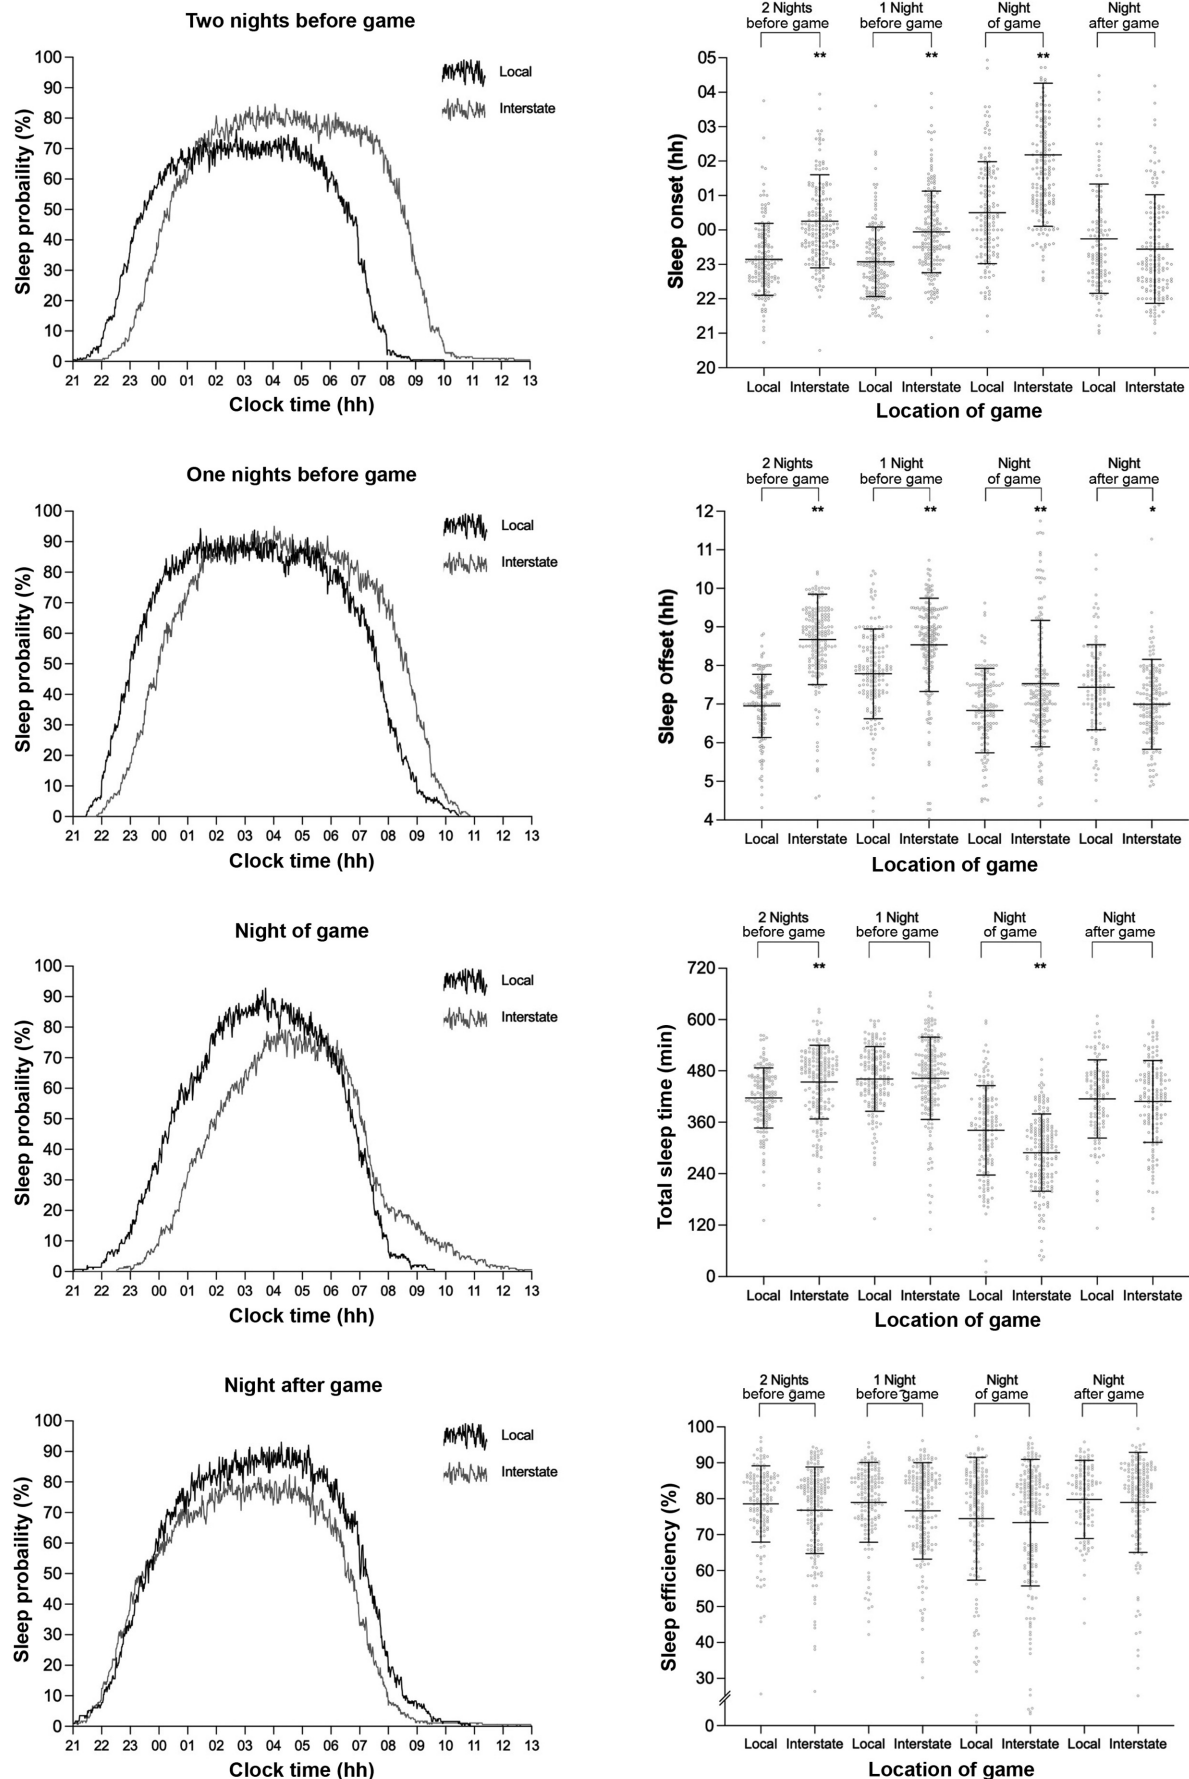 Two nights before game
100
90
80
70
60
50
40
30
20
10
0
Sleep probaility (%)
Local
Interstate
21 22 23 00 01 02 03 04 05 06 07 08 09 10 11 12 13
Clock time (hh)
2 Nights
before game
1 Night
before game
Night
of game
Night
after game
** ** **
05
04
03
02
01
00
23
22
21
20
Sleep onset (hh)
Local Interstate Local Interstate Local Interstate Local Interstate
Location of game
One nights before game
100
90
80
70
60
50
40
30
20
10
0
Sleep probaility (%)
Local
Interstate
21 22 23 00 01 02 03 04 05 06 07 08 09 10 11 12 13
Clock time (hh)
2 Nights
before game
1 Night
before game
Night
of game
Night
after game
** ** ** *
12
11
10
9
8
7
6
5
4
Sleep offset (hh)
Local Interstate Local Interstate Local Interstate Local Interstate
Location of game
Night of game
100
90
80
70
60
50
40
30
20
10
0
Sleep probaility (%)
Local
Interstate
21 22 23 00 01 02 03 04 05 06 07 08 09 10 11 12 13
Clock time (hh)
2 Nights
before game
1 Night
before game
Night
of game
Night
after game
** **
720
600
480
360
240
120
0
Total sleep time (min)
Local Interstate Local Interstate Local Interstate Local Interstate
Location of game
Night after game
100
90
80
70
60
50
40
30
20
10
0
Sleep probaility (%)
Local
Interstate
21 22 23 00 01 02 03 04 05 06 07 08 09 10 11 12 13
Clock time (hh)
2 Nights
before game
1 Night
before game
Night
of game
Night
after game
100
90
80
70
60
50
40
30
0
Sleep efficiency (%)
Local Interstate Local Interstate Local Interstate Local Interstate
Location of game